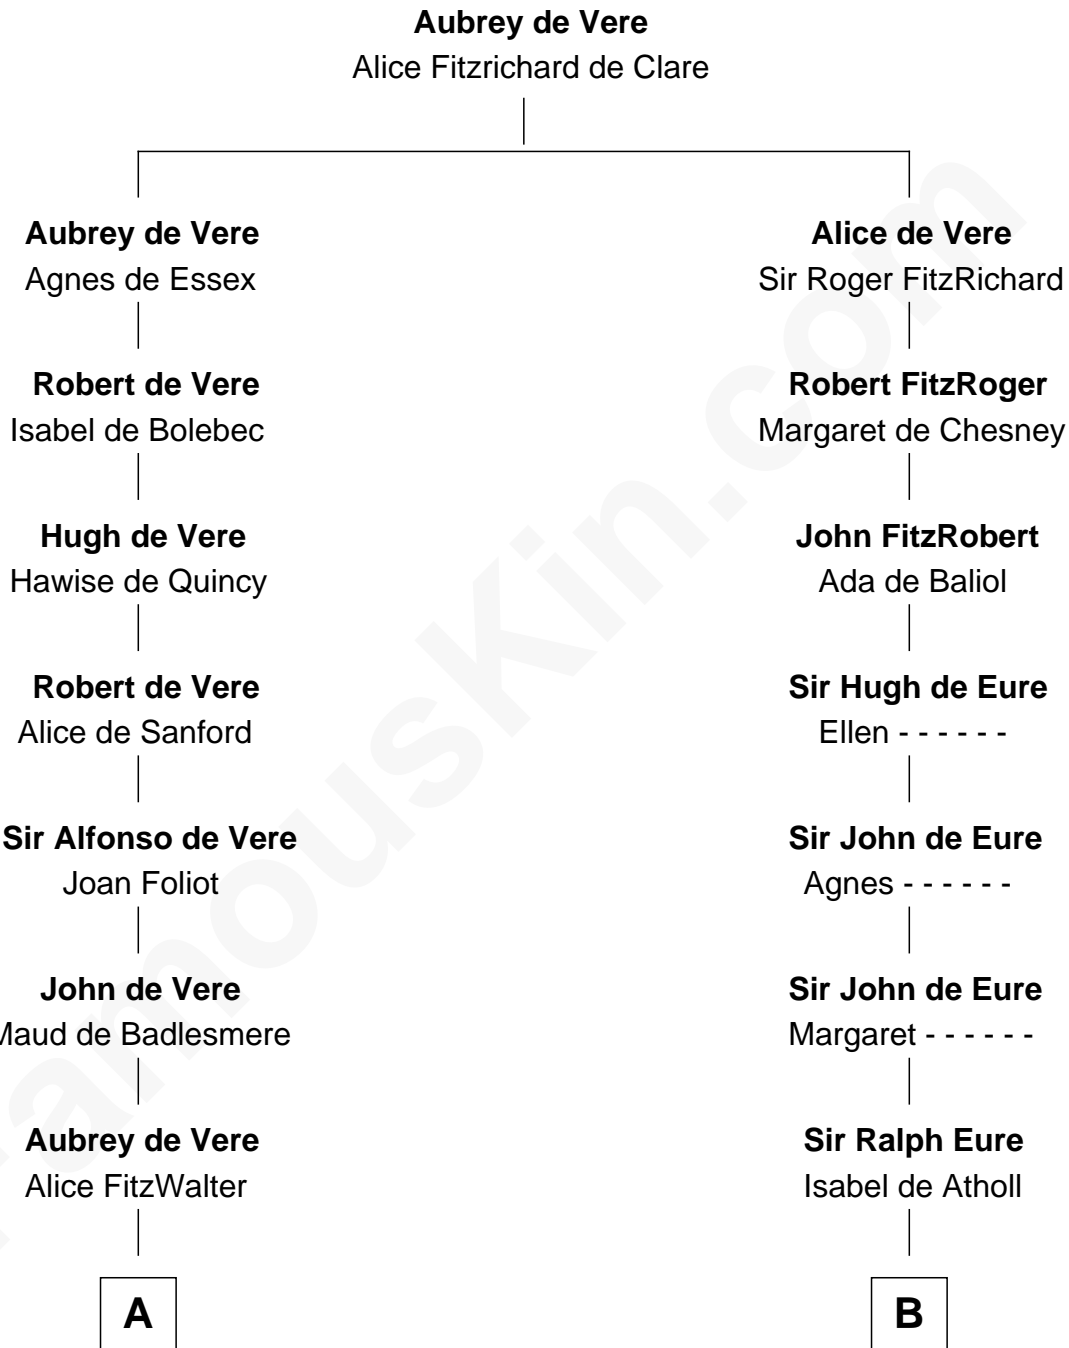 Aubrey de Vere
Alice Fitzrichard de Clare
Aubrey de Vere
Agnes de Essex
Alice de Vere
Sir Roger FitzRichard
Robert de Vere
Isabel de Bolebec
Robert FitzRoger
Margaret de Chesney
Hugh de Vere
Hawise de Quincy
John FitzRobert
Ada de Baliol
Robert de Vere
Alice de Sanford
Sir Hugh de Eure
Ellen - - - - - -
Sir Alfonso de Vere
Joan Foliot
Sir John de Eure
Agnes - - - - - -
John de Vere
Maud de Badlesmere
Sir John de Eure
Margaret - - - - - -
Aubrey de Vere
Alice FitzWalter
Sir Ralph Eure
Isabel de Atholl
A
B
FamousKin.com